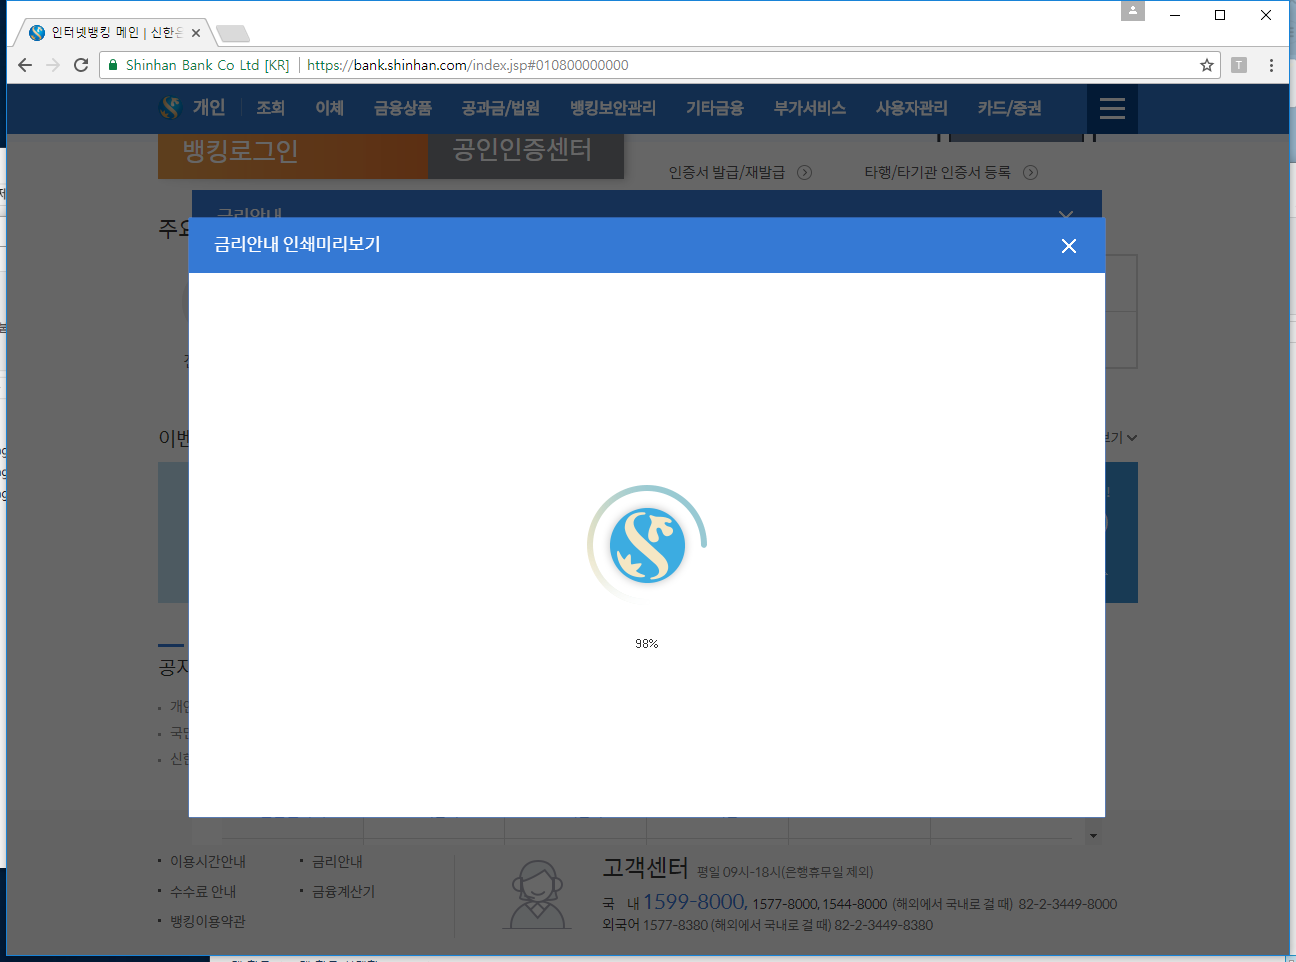 인터넷뱅킹 메인 | 신한은
Shinhan Bank Co Ltd [KR] | https://bank.shinhan.com/index.jsp#010800000000
T
개인 조회 이체 금융상품 공과금/법원 뱅킹보안관리 기타금융 부가서비스 사용자관리 카드/증권
뱅킹로그인 공인인증센터
인증서 발급/재발급 타행/타기관 인증서 등록
금리안내
주요
금리안내 인쇄미리보기
이벤
보기
98%
공지
개인
국민
신한
이용시간안내 금리안내
수수료 안내 금융계산기
뱅킹이용약관
고객센터 평일 09시-18시(은행휴무일 제외)
국 내 1599-8000, 1577-8000, 1544-8000 (해외에서 국내로 걸 때) 82-2-3449-8000
외국어 1577-8380 (해외에서 국내로 걸 때) 82-2-3449-8380